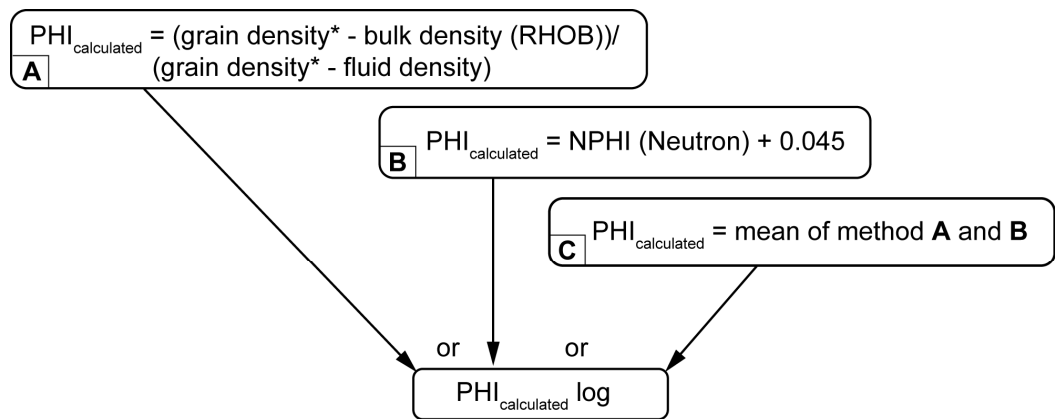 PHIcalculated = (grain density* - bulk density (RHOB))/
(grain density* - fluid density)
A
PHIcalculated = NPHI (Neutron) + 0.045
B
PHIcalculated = mean of method A and B
C
or or
PHIcalculated log